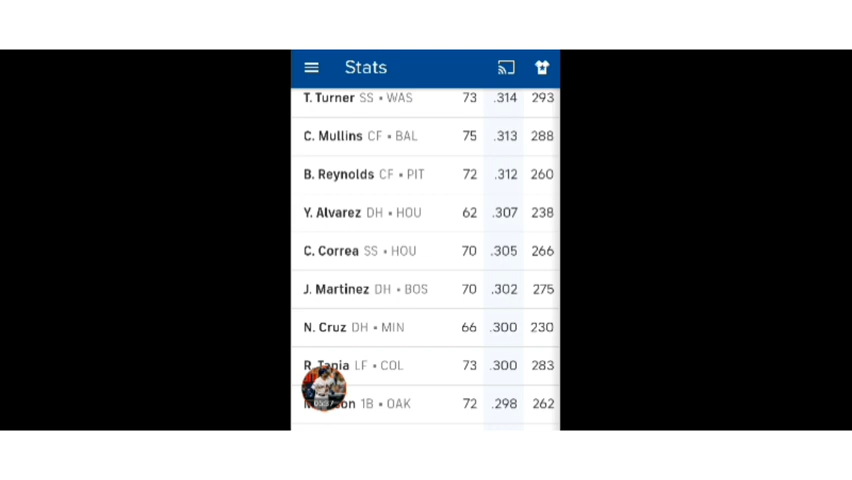 Stats
T. Turner SS • WAS 73 .314 293
C. Mullins CF • BAL 75 .313 288
B. Reynolds CF • PIT 72 .312 260
Y. Alvarez DH • HOU 62 .307 238
C. Correa SS • HOU 70 .305 266
J. Martinez DH • BOS 70 .302 275
N. Cruz DH • MIN 66 .300 230
R. Tapia LF • COL 73 .300 283
1B • OAK 72 .298 262